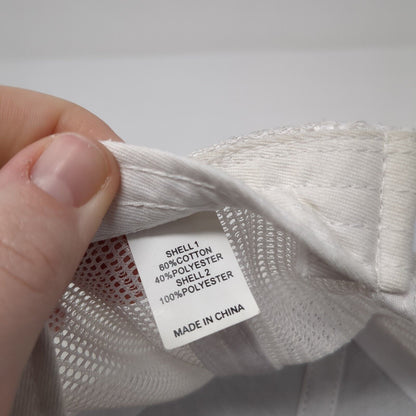 SHELL 1
60%COTTON
40%POLYESTER
SHELL 2
100%POLYESTER
MADE IN CHINA